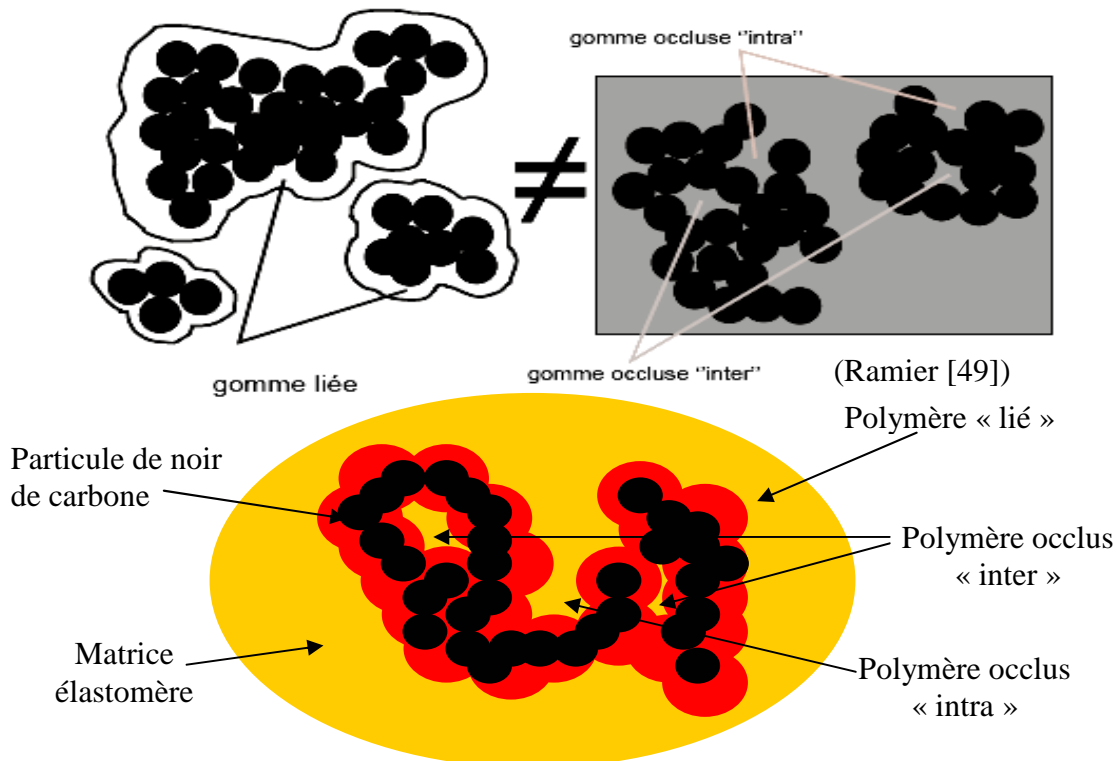 gomme occluse "intra"
≠
gomme liée
gomme occluse "inter"
(Ramier [49])
Polymère « lié »
Particule de noir
de carbone
Polymère occlus
« inter »
Matrice
élastomère
Polymère occlus
« intra »